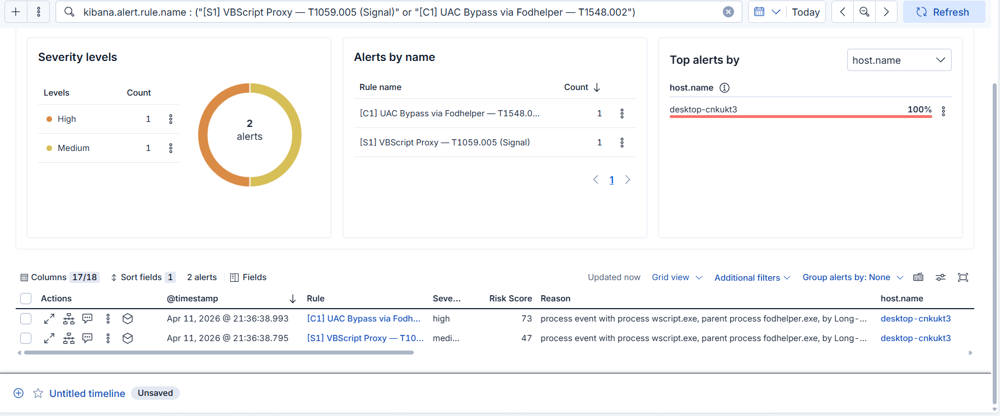 kibana.alert.rule.name : ("[S1] VBScript Proxy — T1059.005 (Signal)" or "[C1] UAC Bypass via Fodhelper — T1548.002")
Today
Refresh
Severity levels
Levels Count
High 1
Medium 1
2
alerts
Alerts by name
Rule name Count
[C1] UAC Bypass via Fodhelper — T1548.0... 1
[S1] VBScript Proxy — T1059.005 (Signal) 1
1
Top alerts by
host.name
host.name
desktop-cnkukt3 100%
Columns 17/18 Sort fields 1 2 alerts Fields
Updated now Grid view Additional filters Group alerts by: None
Actions @timestamp Rule Seve... Risk Score Reason host.name
Apr 11, 2026 @ 21:36:38.993 [C1] UAC Bypass via Fodh... high 73 process event with process wscript.exe, parent process fodhelper.exe, by Long-... desktop-cnkukt3
Apr 11, 2026 @ 21:36:38.795 [S1] VBScript Proxy — T10... medi... 47 process event with process wscript.exe, parent process fodhelper.exe, by Long-... desktop-cnkukt3
Untitled timeline Unsaved